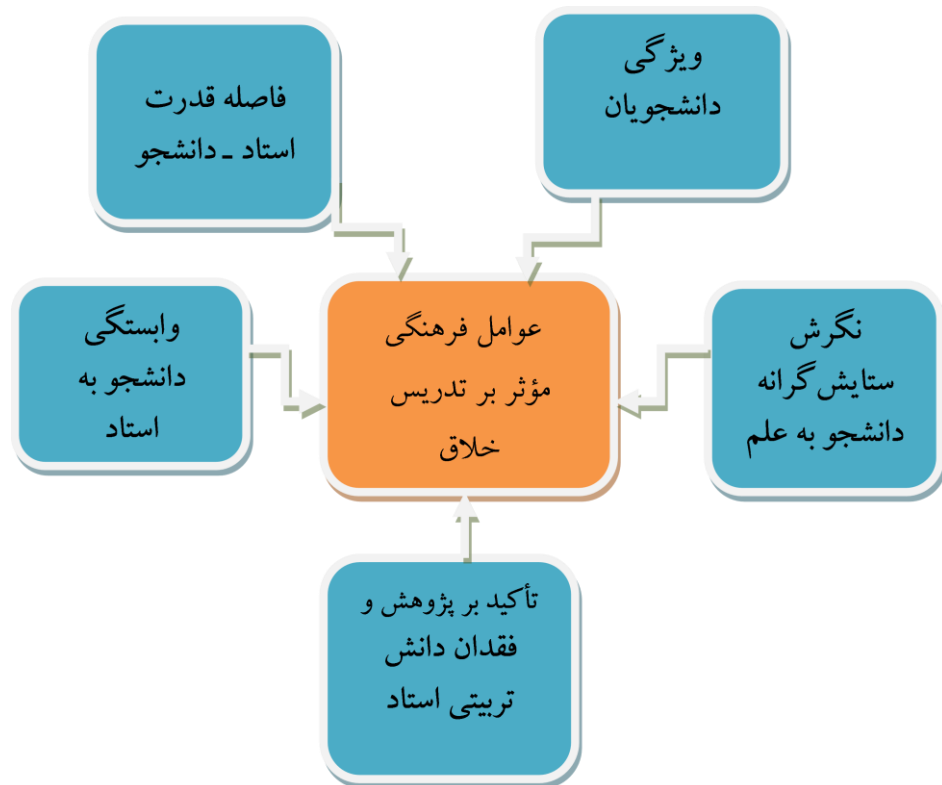 ویژگی
دانشجویان
فاصله قدرت
استاد ـ دانشجو
نگرش
ستایش‌گرانه
دانشجو به علم
عوامل فرهنگی
مؤثر بر تدریس
خلاق
وابستگی
دانشجو به
استاد
تأکید بر پژوهش و
فقدان دانش
تربیتی استاد